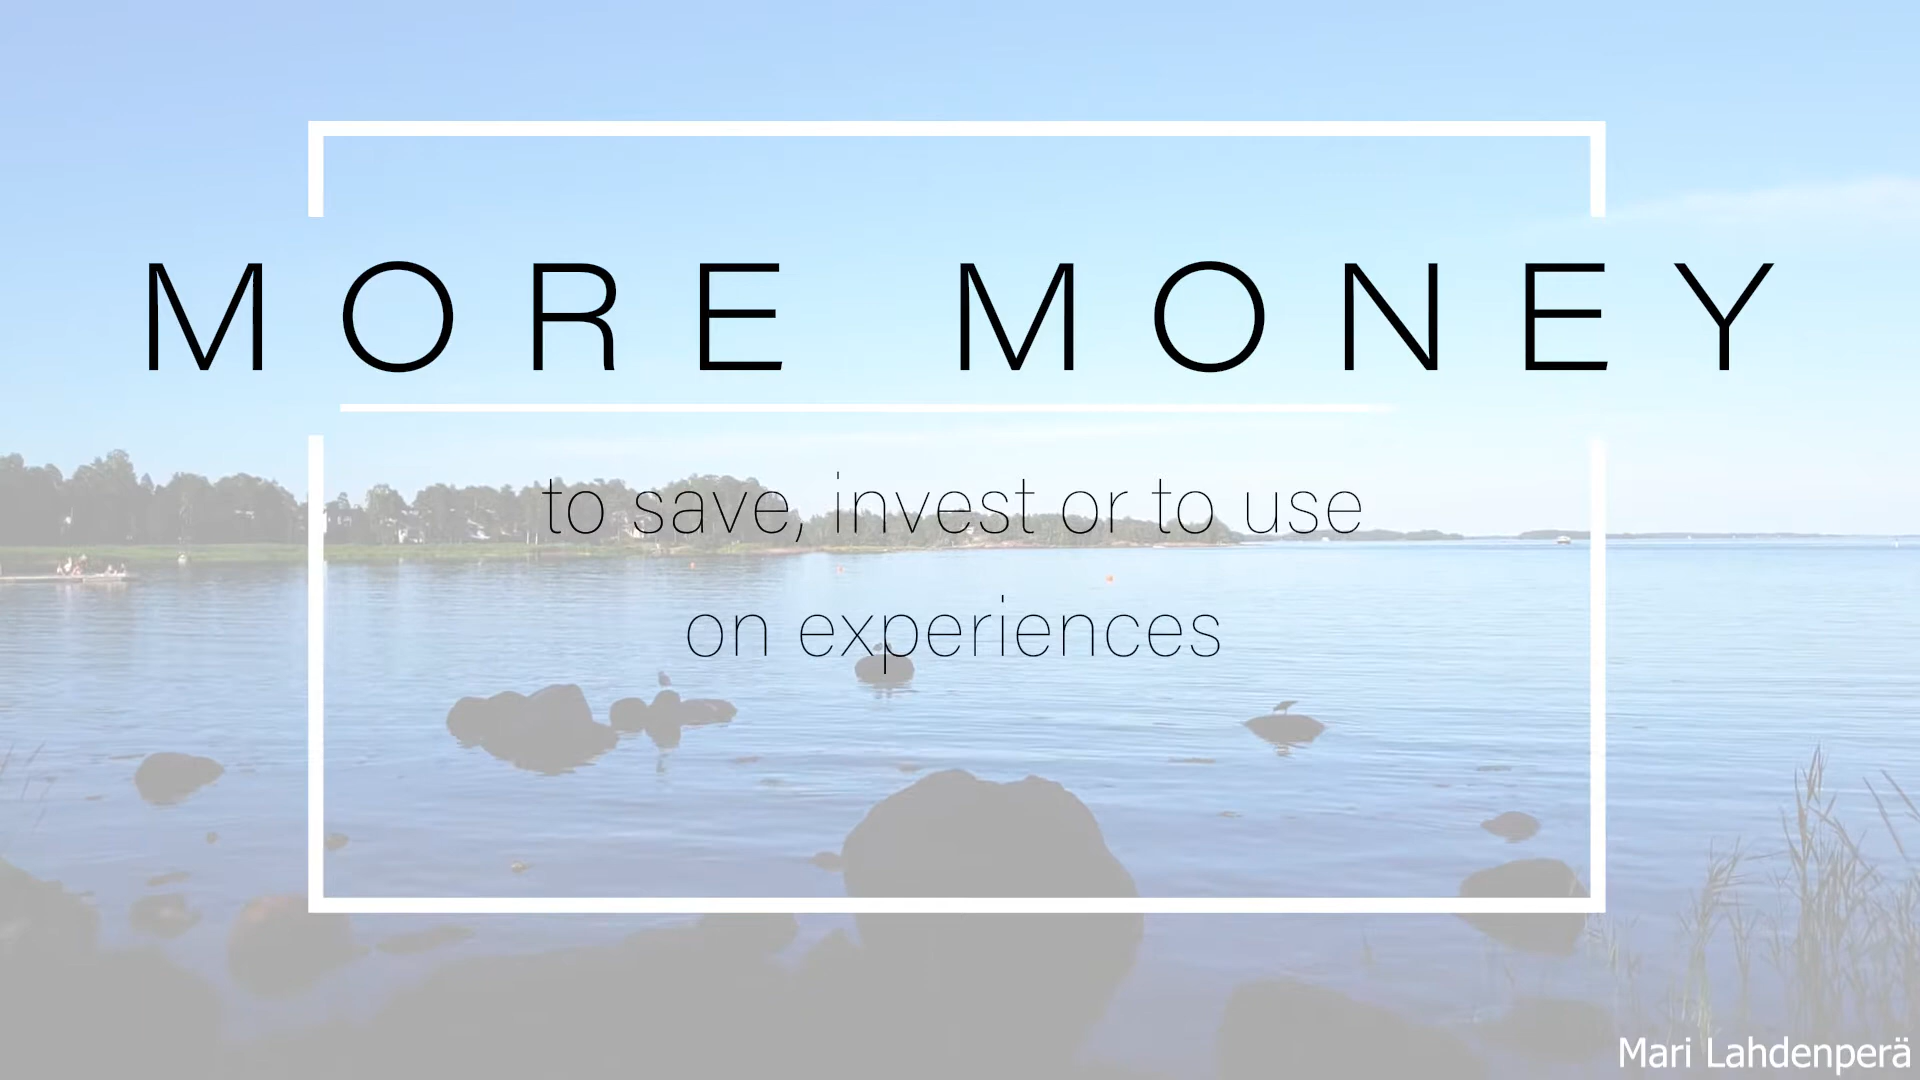 MORE MONEY
to save, invest or to use
on experiences
Mari Lahdenperä